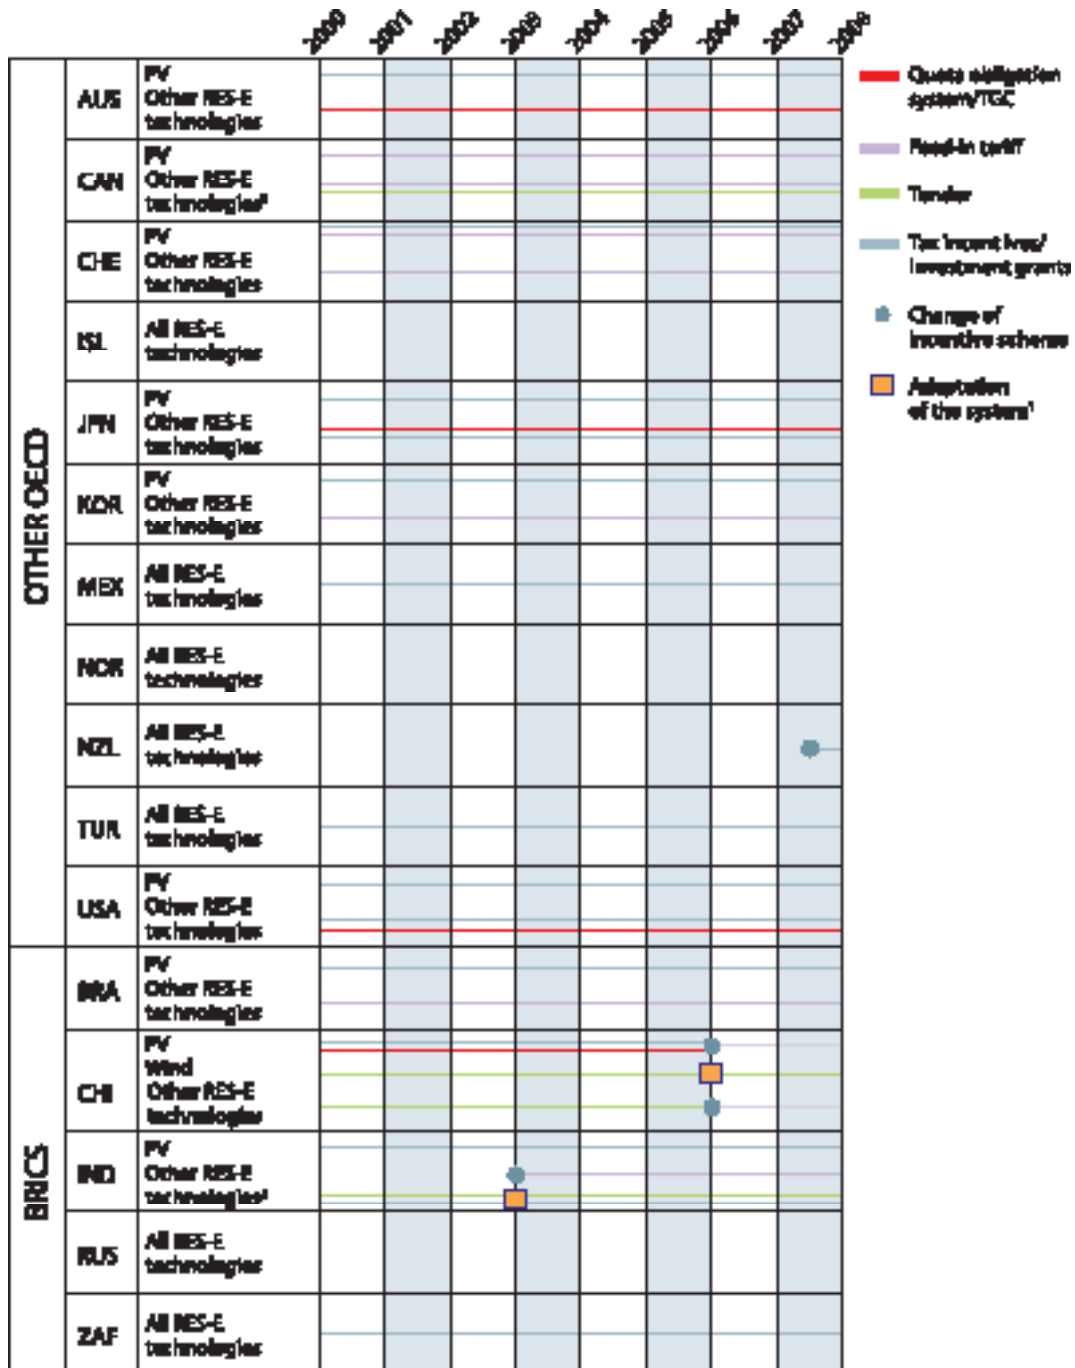 2000 2001 2002 2003 2004 2005 2006 2007 2008
OTHER OECD
AUS
PV
Other RES-E
technologies
CAN
PV
Other RES-E
technologies²
CHE
PV
Other RES-E
technologies
ISL
All RES-E
technologies
JPN
PV
Other RES-E
technologies
KOR
PV
Other RES-E
technologies
MEX
All RES-E
technologies
NOR
All RES-E
technologies
NZL
All RES-E
technologies
TUR
All RES-E
technologies
USA
PV
Other RES-E
technologies
BRICS
BRA
PV
Other RES-E
technologies
CHI
PV
Wind
Other RES-E
technologies
IND
PV
Other RES-E
technologies
RUS
All RES-E
technologies
ZAF
All RES-E
technologies
Quota obligation
system/TGC
Feed-in tariff
Tender
Tax incentives/
Investment grants
Change of
incentive scheme
Adaptation
of the system¹